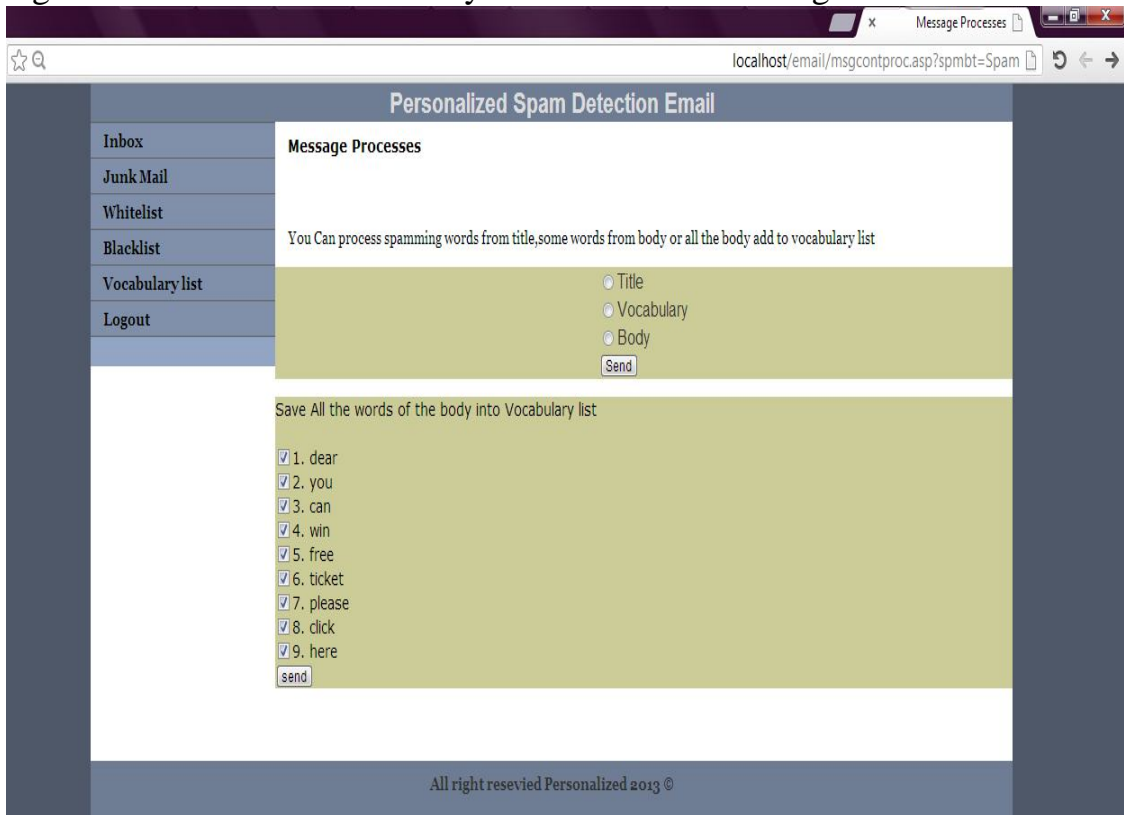 Message Processes
localhost/email/msgcontproc.asp?spmbt=Spam
Personalized Spam Detection Email
Inbox
Junk Mail
Whitelist
Blacklist
Vocabulary list
Logout
Message Processes
You Can process spamming words from title,some words from body or all the body add to vocabulary list
Title
Vocabulary
Body
Send
Save All the words of the body into Vocabulary list
1. dear
2. you
3. can
4. win
5. free
6. ticket
7. please
8. click
9. here
send
All right resevied Personalized 2013 ©